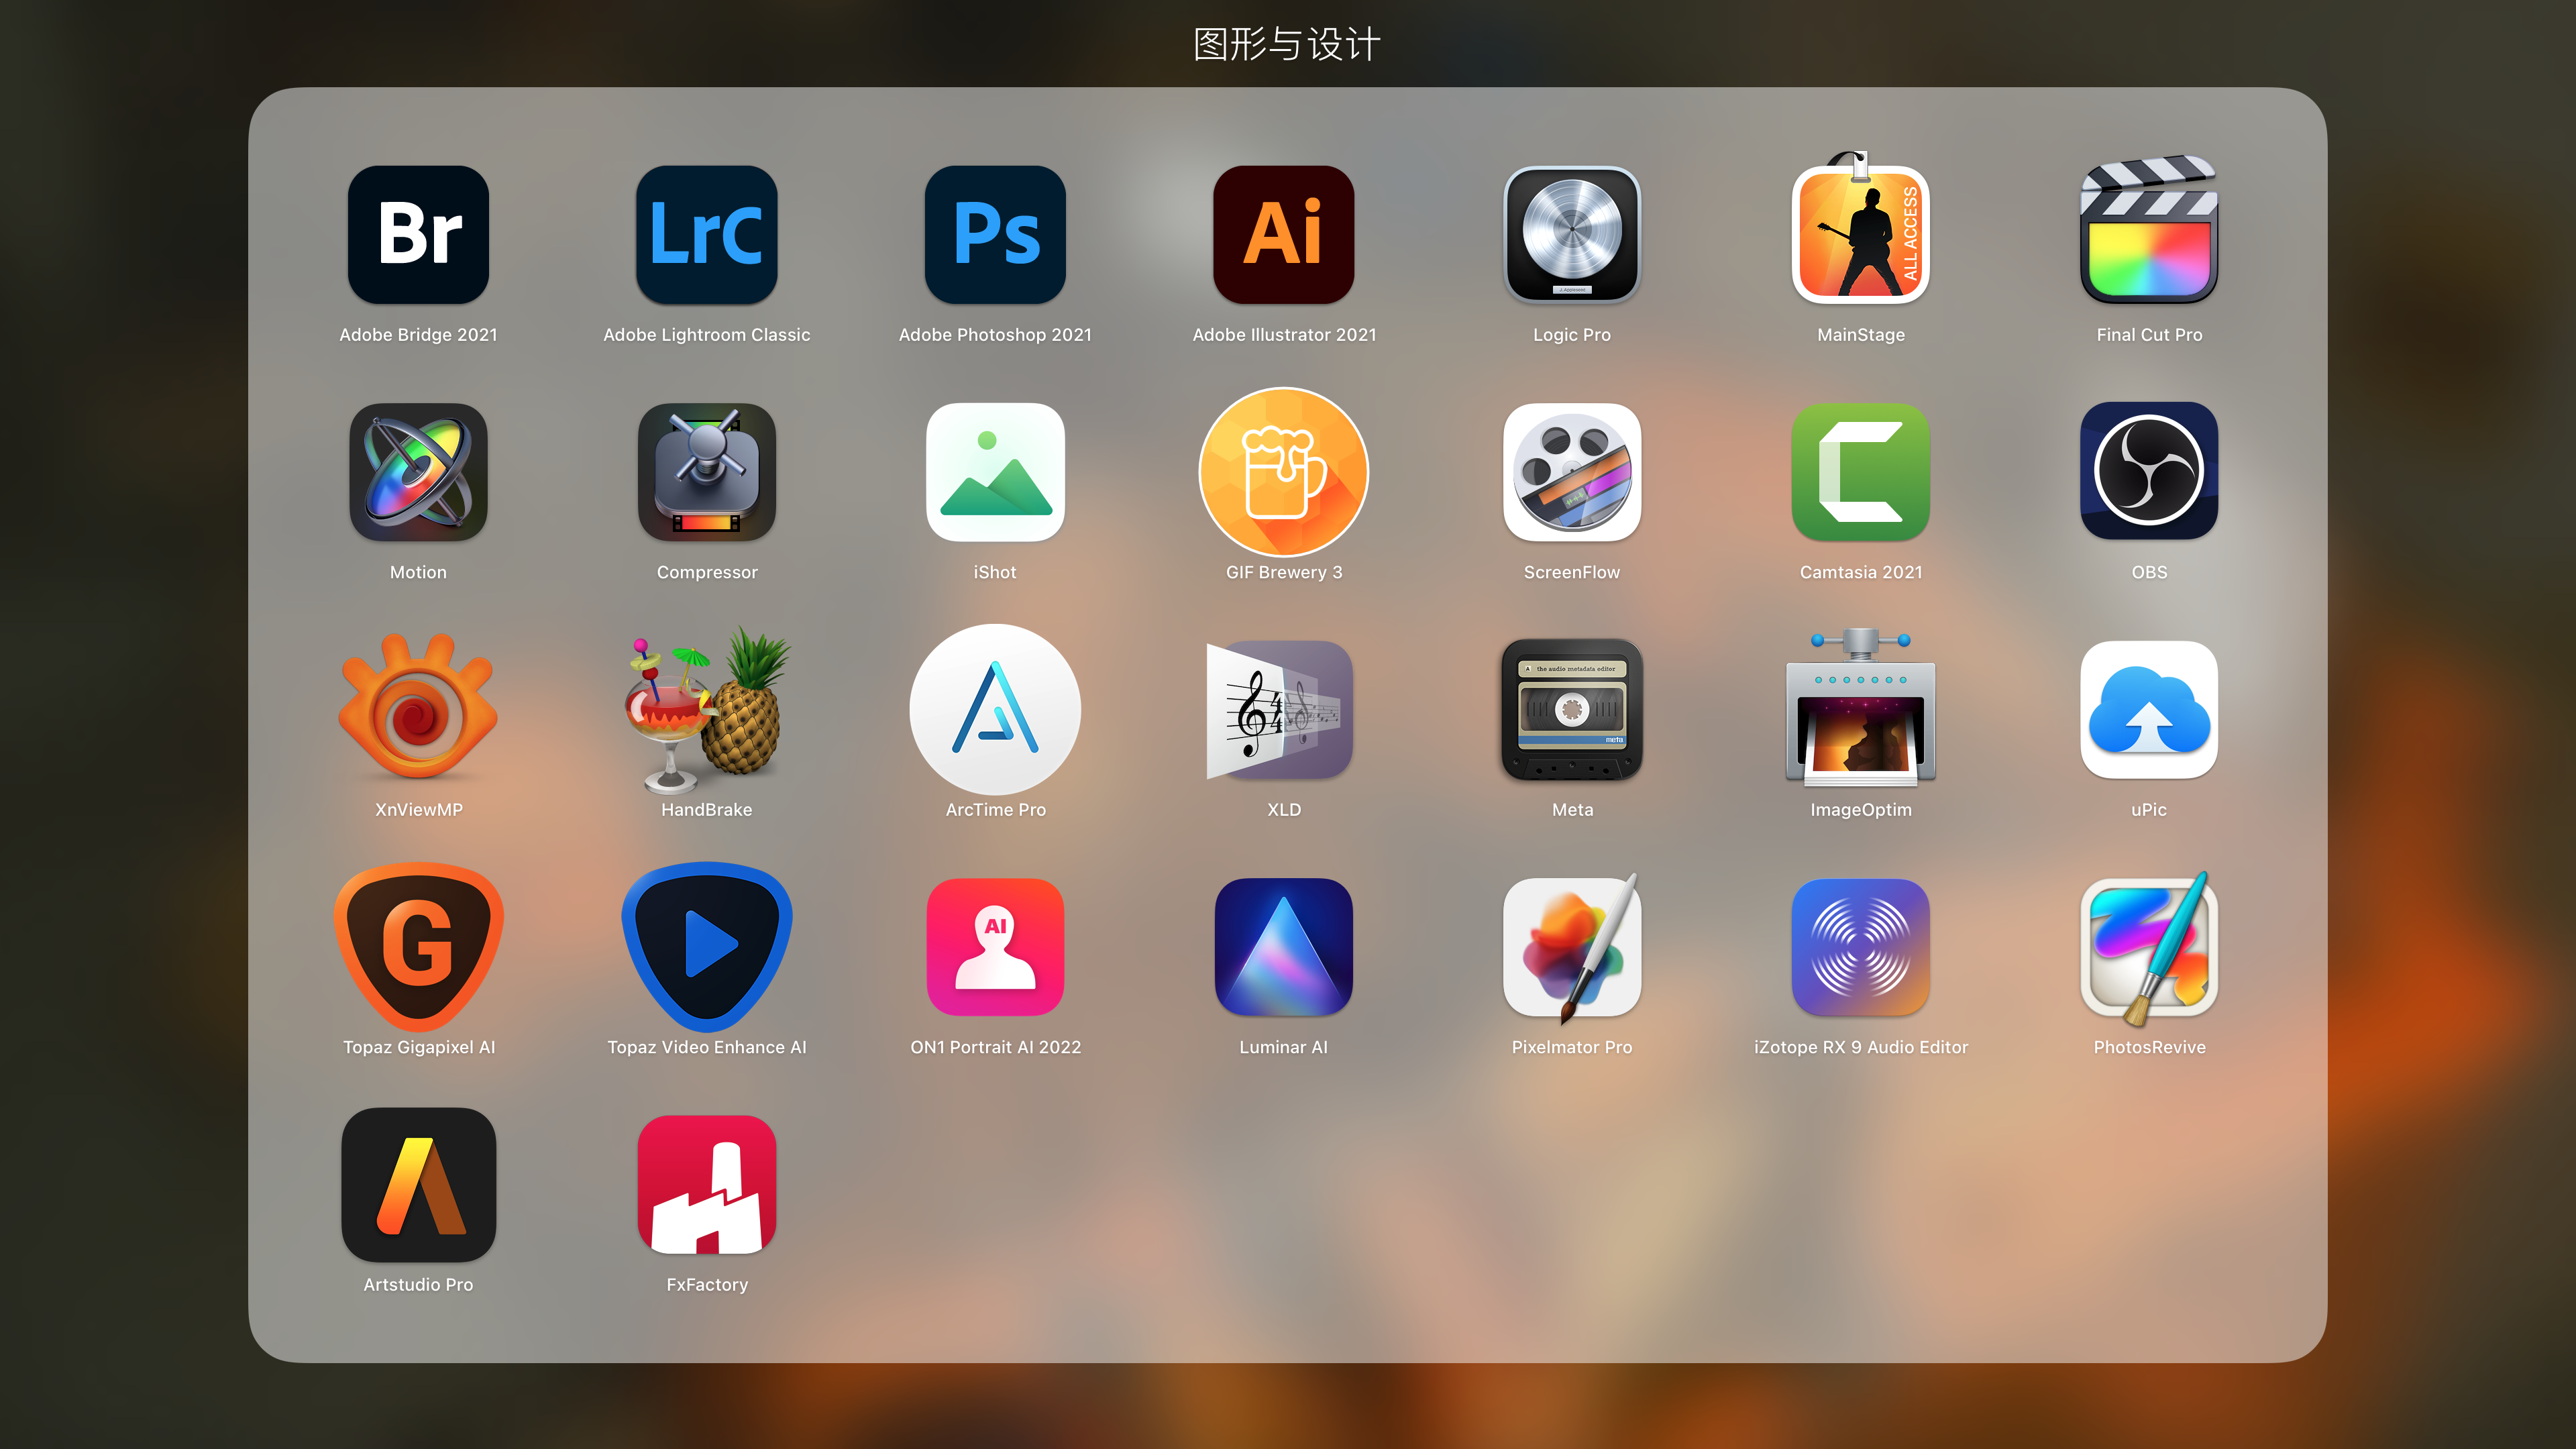 图形与设计
Br
LrC
Ps
Ai
ALL ACCESS
Adobe Bridge 2021
Adobe Lightroom Classic
Adobe Photoshop 2021
Adobe Illustrator 2021
Logic Pro
MainStage
Final Cut Pro
Motion
Compressor
iShot
GIF Brewery 3
ScreenFlow
Camtasia 2021
OBS
the audio metadata editor
meta
XnViewMP
HandBrake
ArcTime Pro
XLD
Meta
ImageOptim
uPic
G
AI
Topaz Gigapixel AI
Topaz Video Enhance AI
ON1 Portrait AI 2022
Luminar AI
Pixelmator Pro
iZotope RX 9 Audio Editor
PhotosRevive
Artstudio Pro
FxFactory